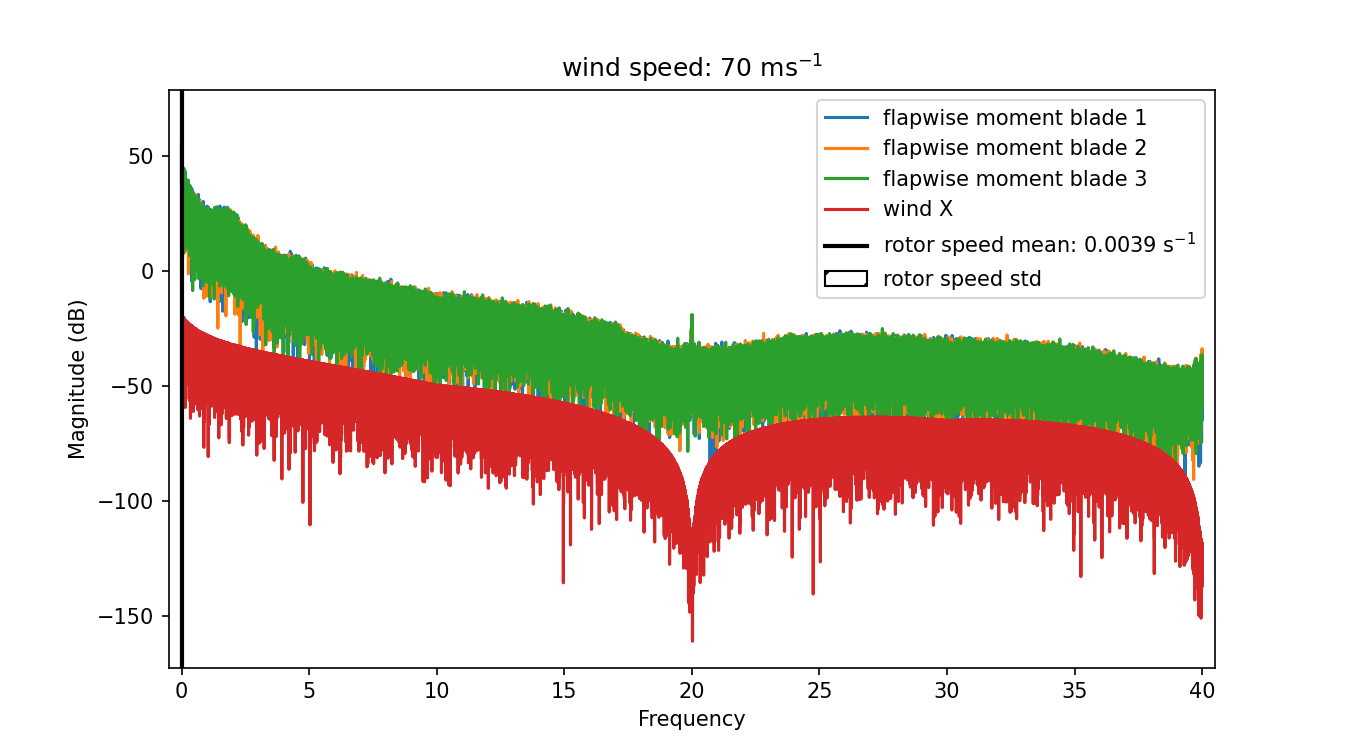 wind speed: 70 ms⁻¹
flapwise moment blade 1
flapwise moment blade 2
flapwise moment blade 3
wind X
rotor speed mean: 0.0039 s⁻¹
rotor speed std
50
0
−50
−100
−150
Magnitude (dB)
0 5 10 15 20 25 30 35 40
Frequency